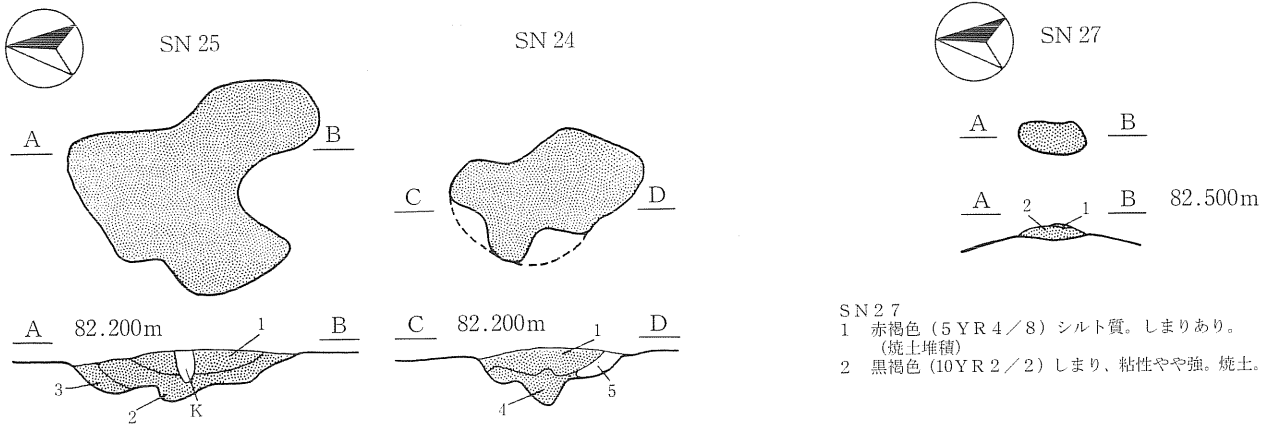 SN 25
A
B
A 82.200m B
1
3
2
K
SN 24
C
D
C 82.200m D
1
4
5
SN 27
A
B
A B 82.500m
2 1
SN27
1 赤褐色(5YR4/8)シルト質。しまりあり。
(焼土堆積)
2 黒褐色(10YR2/2)しまり、粘性やや強。焼土。